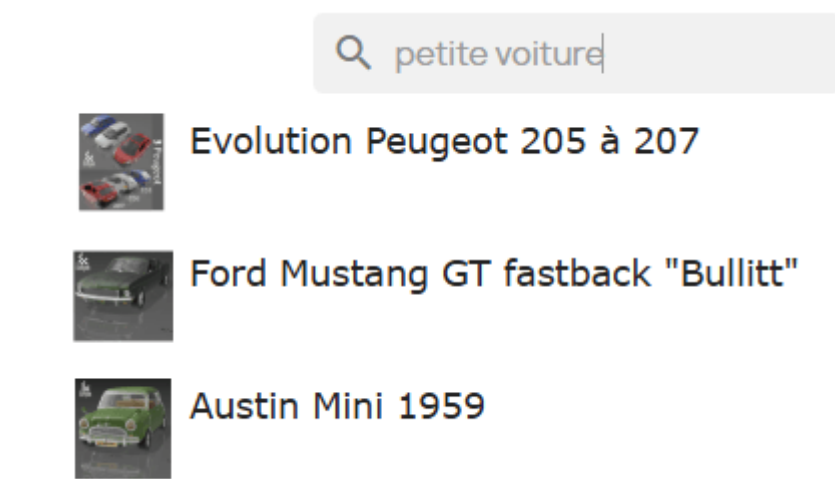 petite voiture
Evolution Peugeot 205 à 207
Ford Mustang GT fastback "Bullitt"
Austin Mini 1959